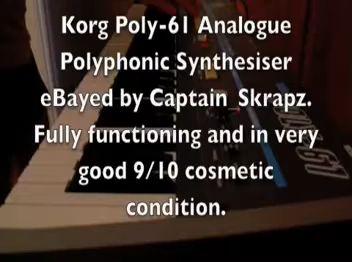 Korg Poly-61 Analogue
Polyphonic Synthesiser
eBayed by Captain_Skrapz.
Fully functioning and in very
good 9/10 cosmetic
condition.